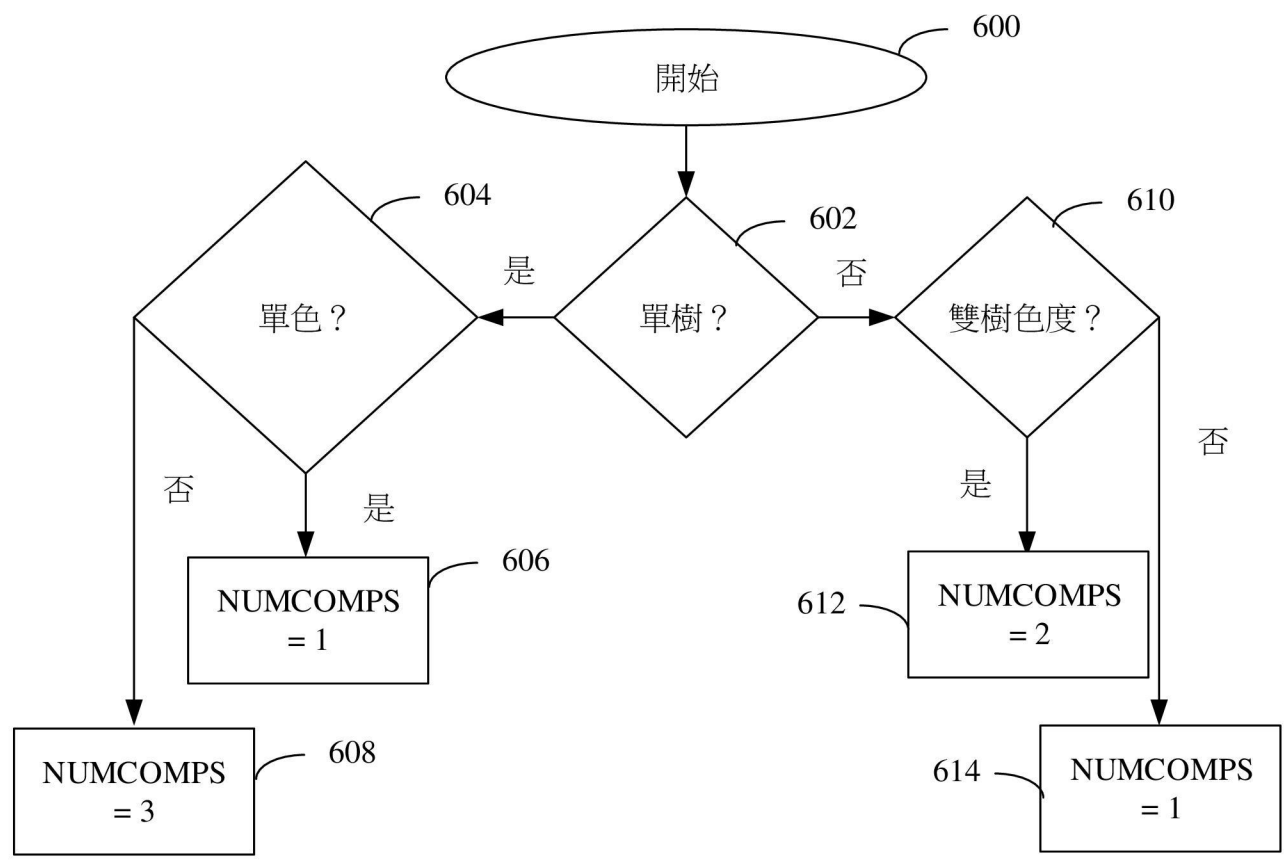 600
開始
604
602
610
是
否
單色？
單樹？
雙樹色度？
否
否
是
是
606
NUMCOMPS
= 1
612
NUMCOMPS
= 2
608
NUMCOMPS
= 3
614
NUMCOMPS
= 1